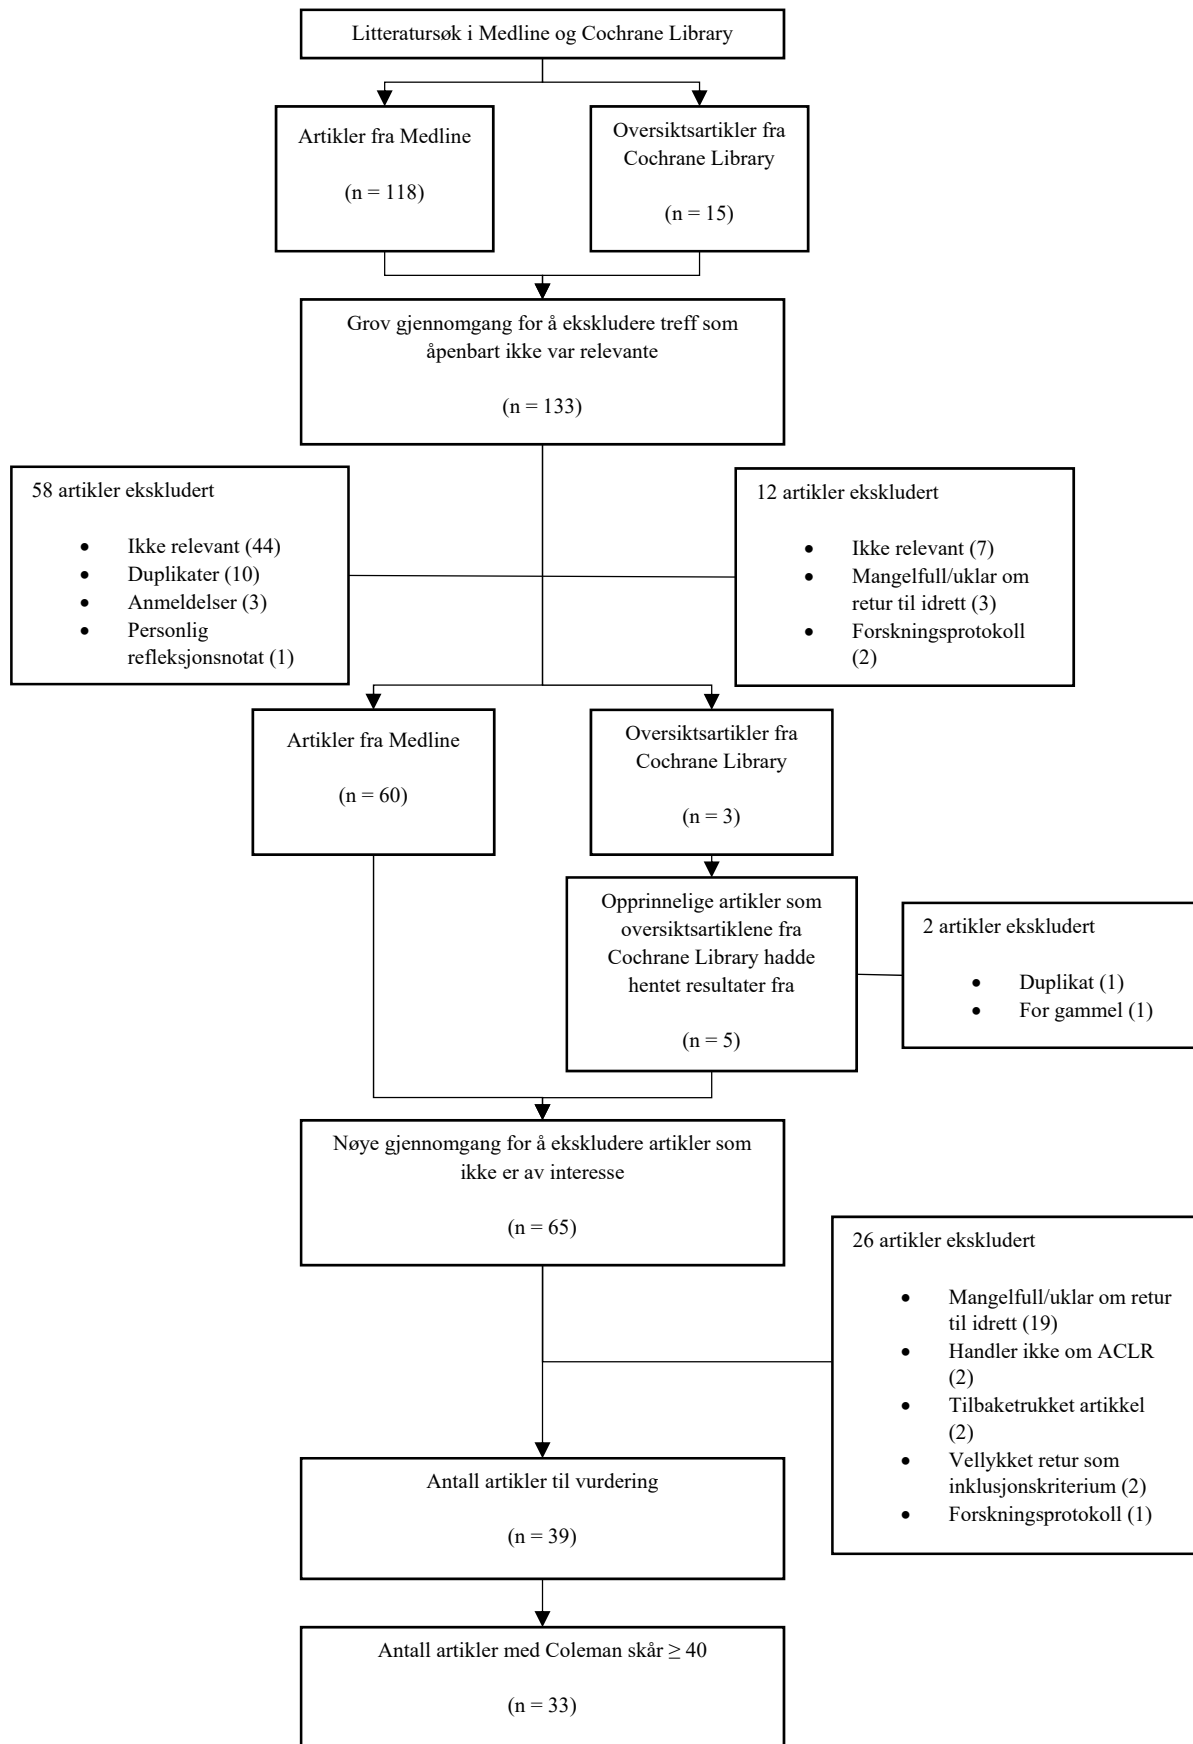 Litteratursøk i Medline og Cochrane Library
Artikler fra Medline
(n = 118)
Oversiktsartikler fra
Cochrane Library
(n = 15)
Grov gjennomgang for å ekskludere treff som
åpenbart ikke var relevante
(n = 133)
58 artikler ekskludert
• Ikke relevant (44)
• Duplikater (10)
• Anmeldelser (3)
• Personlig
refleksjonsnotat (1)
12 artikler ekskludert
• Ikke relevant (7)
• Mangelfull/uklar om
retur til idrett (3)
• Forskningsprotokoll
(2)
Artikler fra Medline
(n = 60)
Oversiktsartikler fra
Cochrane Library
(n = 3)
Opprinnelige artikler som
oversiktsartiklene fra
Cochrane Library hadde
hentet resultater fra
(n = 5)
2 artikler ekskludert
• Duplikat (1)
• For gammel (1)
Nøye gjennomgang for å ekskludere artikler som
ikke er av interesse
(n = 65)
26 artikler ekskludert
• Mangelfull/uklar om retur
til idrett (19)
• Handler ikke om ACLR
(2)
• Tilbaketrukket artikkel
(2)
• Vellykket retur som
inklusjonskriterium (2)
• Forskningsprotokoll (1)
Antall artikler til vurdering
(n = 39)
Antall artikler med Coleman skår ≥ 40
(n = 33)